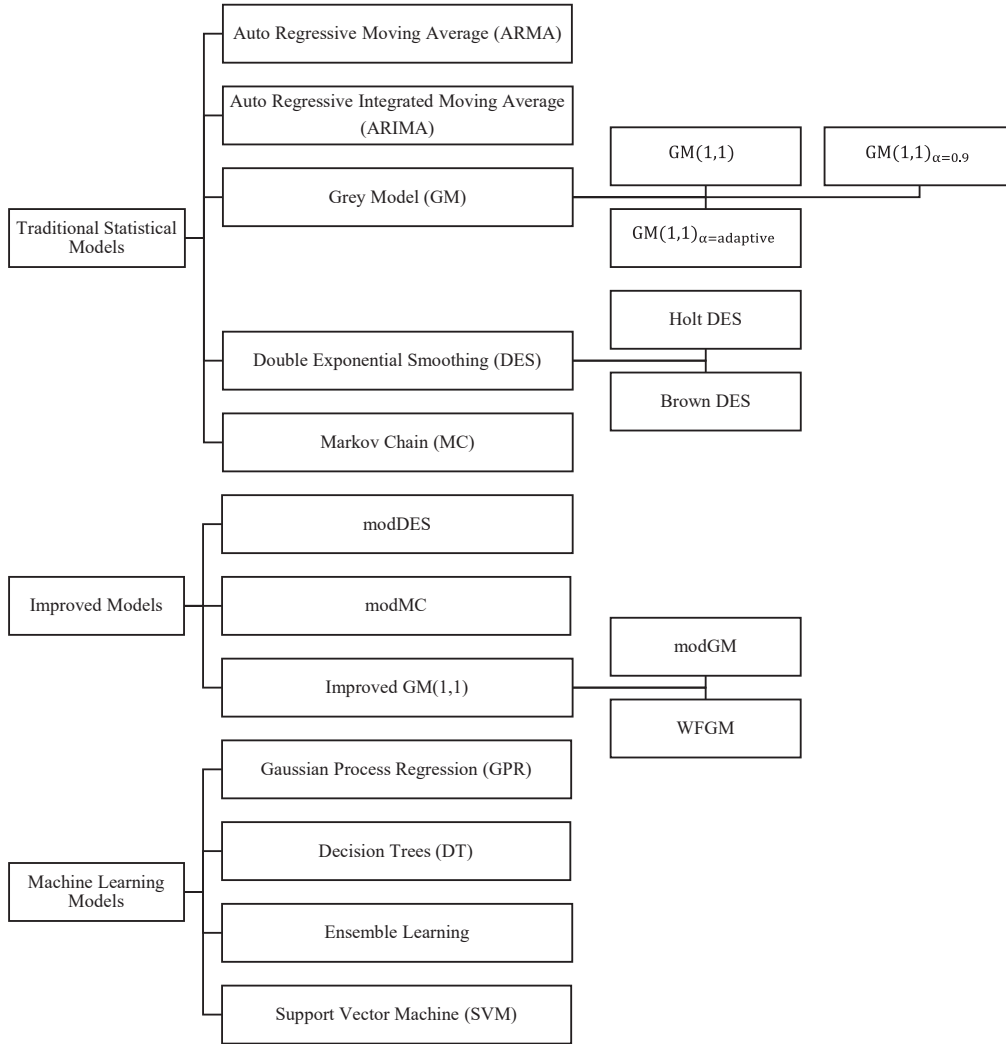 Auto Regressive Moving Average (ARMA)
Auto Regressive Integrated Moving Average
(ARIMA)
GM(1,1)
GM(1,1)α=0.9
Grey Model (GM)
Traditional Statistical
Models
GM(1,1)α=adaptive
Holt DES
Double Exponential Smoothing (DES)
Brown DES
Markov Chain (MC)
modDES
Improved Models
modMC
modGM
Improved GM(1,1)
WFGM
Gaussian Process Regression (GPR)
Decision Trees (DT)
Machine Learning
Models
Ensemble Learning
Support Vector Machine (SVM)